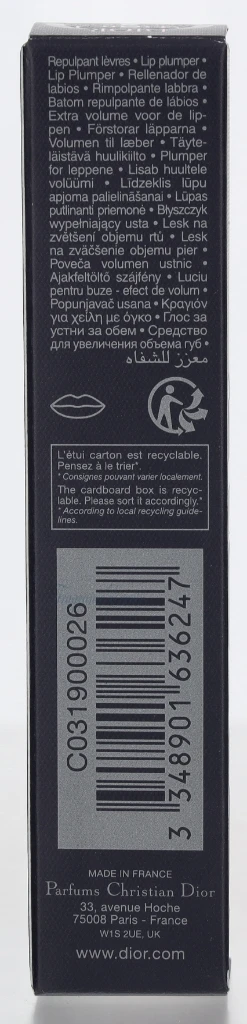 Repulpant lèvres • Lip plumper •
Lip Plumper • Rellenador de
labios • Rimpolpante labbra •
Batom repulpante de lábios •
Extra volume voor de lip-
pen • Förstorar läpparna •
Volumen til læber • Täyte-
läistävä huulikiilto • Plumper
for leppene • Lisab huultele
volüümi • Līdzeklis lūpu
apjoma palielināšanai • Lūpas
putlinanti priemonė • Błyszczyk
wypełniający usta • Lesk na
zvětšení objemu rtů • Lesk
na zväčšenie objemu pier •
Poveča volumen ustnic •
Ajakfeltöltő szájfény • Luciu
pentru buze - efect de volum •
Popunjavač usana • Κραγιόν
για χείλη με όγκο • Глос за
устни за обем • Средство
для увеличения объема губ •
معزز للشفاه
L'étui carton est recyclable.
Pensez à le trier*.
* Consignes pouvant varier localement.
The cardboard box is recyc-
lable. Please sort it accordingly.*
* According to local recycling guide-
lines.
C031900026
3 348901 636247
MADE IN FRANCE
Parfums Christian Dior
33, avenue Hoche
75008 Paris - France
W1S 2UE, UK
www.dior.com